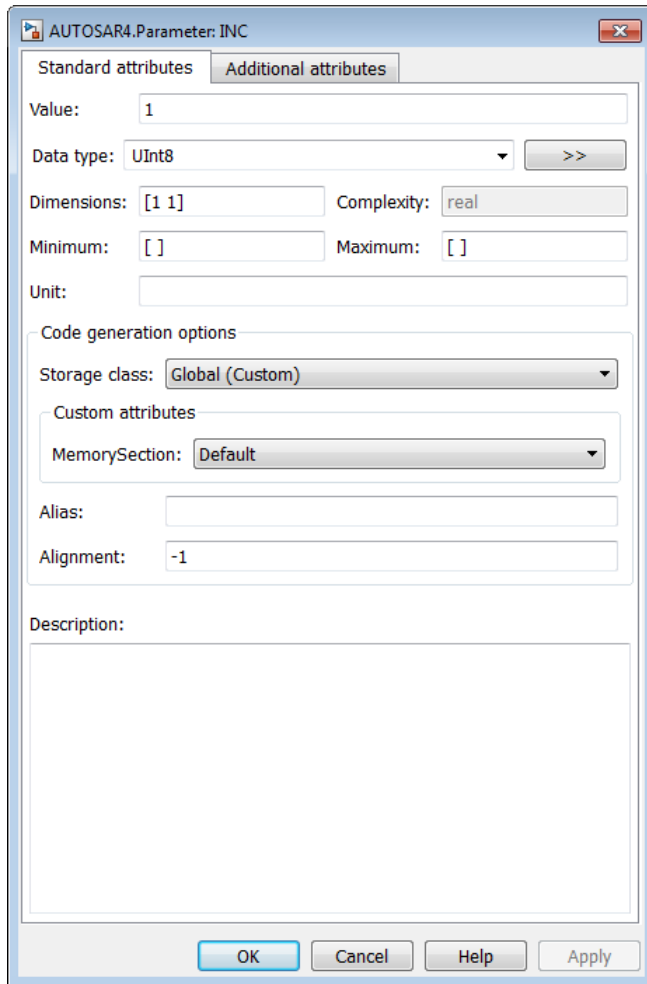 AUTOSAR4.Parameter: INC
Standard attributes Additional attributes
Value: 1
Data type: UInt8 >>
Dimensions: [1 1] Complexity: real
Minimum: [ ] Maximum: [ ]
Unit:
Code generation options
Storage class: Global (Custom)
Custom attributes
MemorySection: Default
Alias:
Alignment: -1
Description:
OK Cancel Help Apply